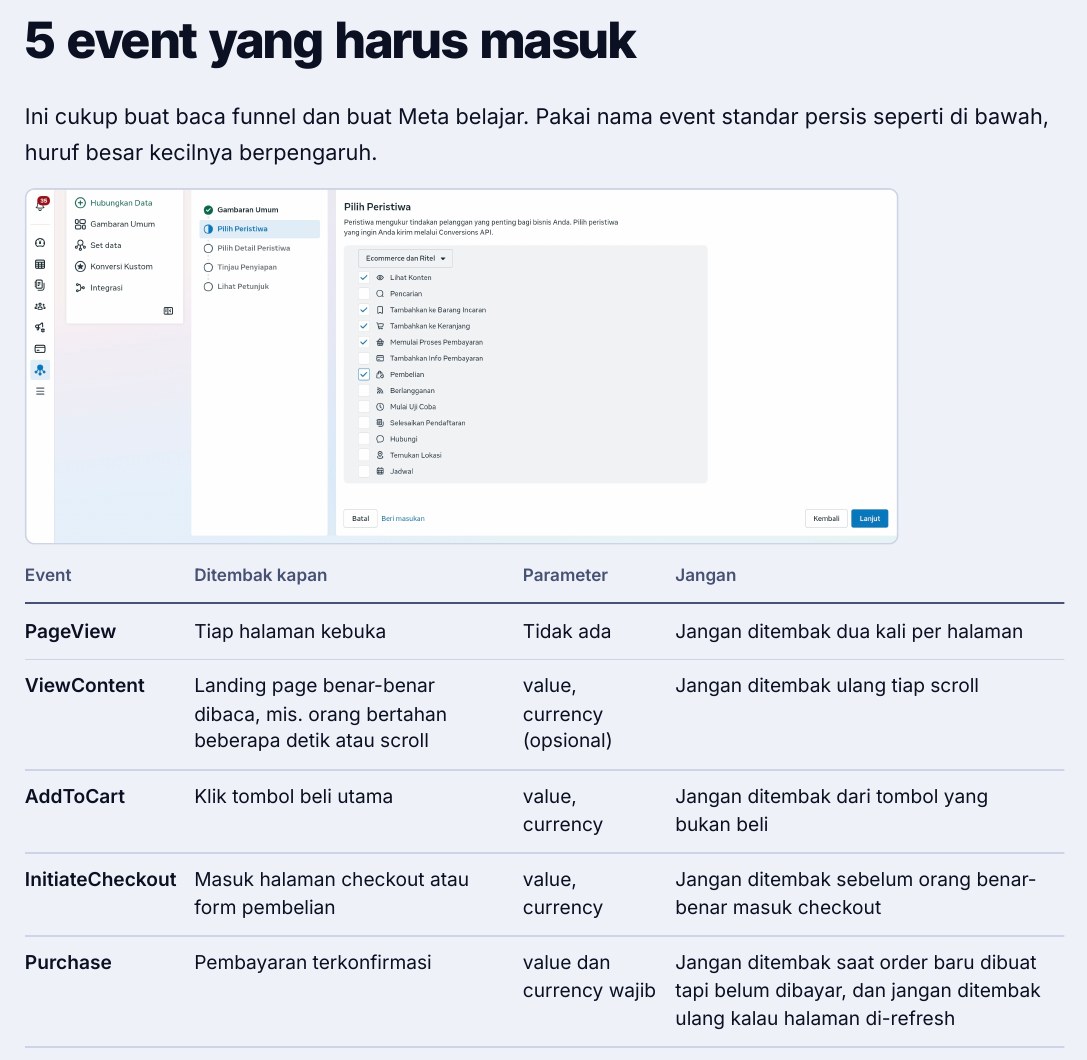 5 event yang harus masuk
Ini cukup buat baca funnel dan buat Meta belajar. Pakai nama event standar persis seperti di bawah,
huruf besar kecilnya berpengaruh.
35
Hubungkan Data
Gambaran Umum
Set data
Konversi Kustom
Integrasi
Gambaran Umum
Pilih Peristiwa
Pilih Detail Peristiwa
Tinjau Penyiapan
Lihat Petunjuk
Pilih Peristiwa
Peristiwa mengukur tindakan pelanggan yang penting bagi bisnis Anda. Pilih peristiwa
yang ingin Anda kirim melalui Conversions API.
Ecommerce dan Ritel
Lihat Konten
Pencarian
Tambahkan ke Barang Incaran
Tambahkan ke Keranjang
Memulai Proses Pembayaran
Tambahkan Info Pembayaran
Pembelian
Berlangganan
Mulai Uji Coba
Selesaikan Pendaftaran
Hubungi
Temukan Lokasi
Jadwal
Batal Beri masukan Kembali Lanjut
Event Ditembak kapan Parameter Jangan
PageView Tiap halaman kebuka Tidak ada Jangan ditembak dua kali per halaman
ViewContent Landing page benar-benar value, Jangan ditembak ulang tiap scroll
dibaca, mis. orang bertahan currency
beberapa detik atau scroll (opsional)
AddToCart Klik tombol beli utama value, Jangan ditembak dari tombol yang
currency bukan beli
InitiateCheckout Masuk halaman checkout atau value, Jangan ditembak sebelum orang benar-
form pembelian currency benar masuk checkout
Purchase Pembayaran terkonfirmasi value dan Jangan ditembak saat order baru dibuat
currency wajib tapi belum dibayar, dan jangan ditembak
ulang kalau halaman di-refresh